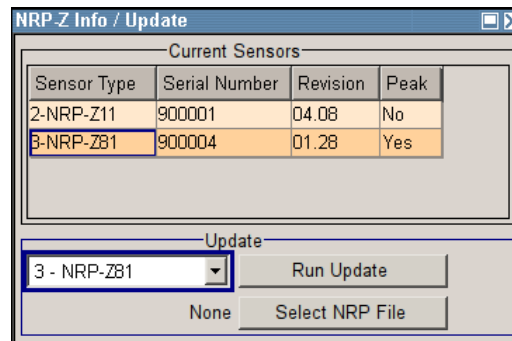 NRP-Z Info / Update
Current Sensors
Sensor Type Serial Number Revision Peak
2-NRP-Z11 900001 04.08 No
3-NRP-Z81 900004 01.28 Yes
Update
3 - NRP-Z81 Run Update
None Select NRP File